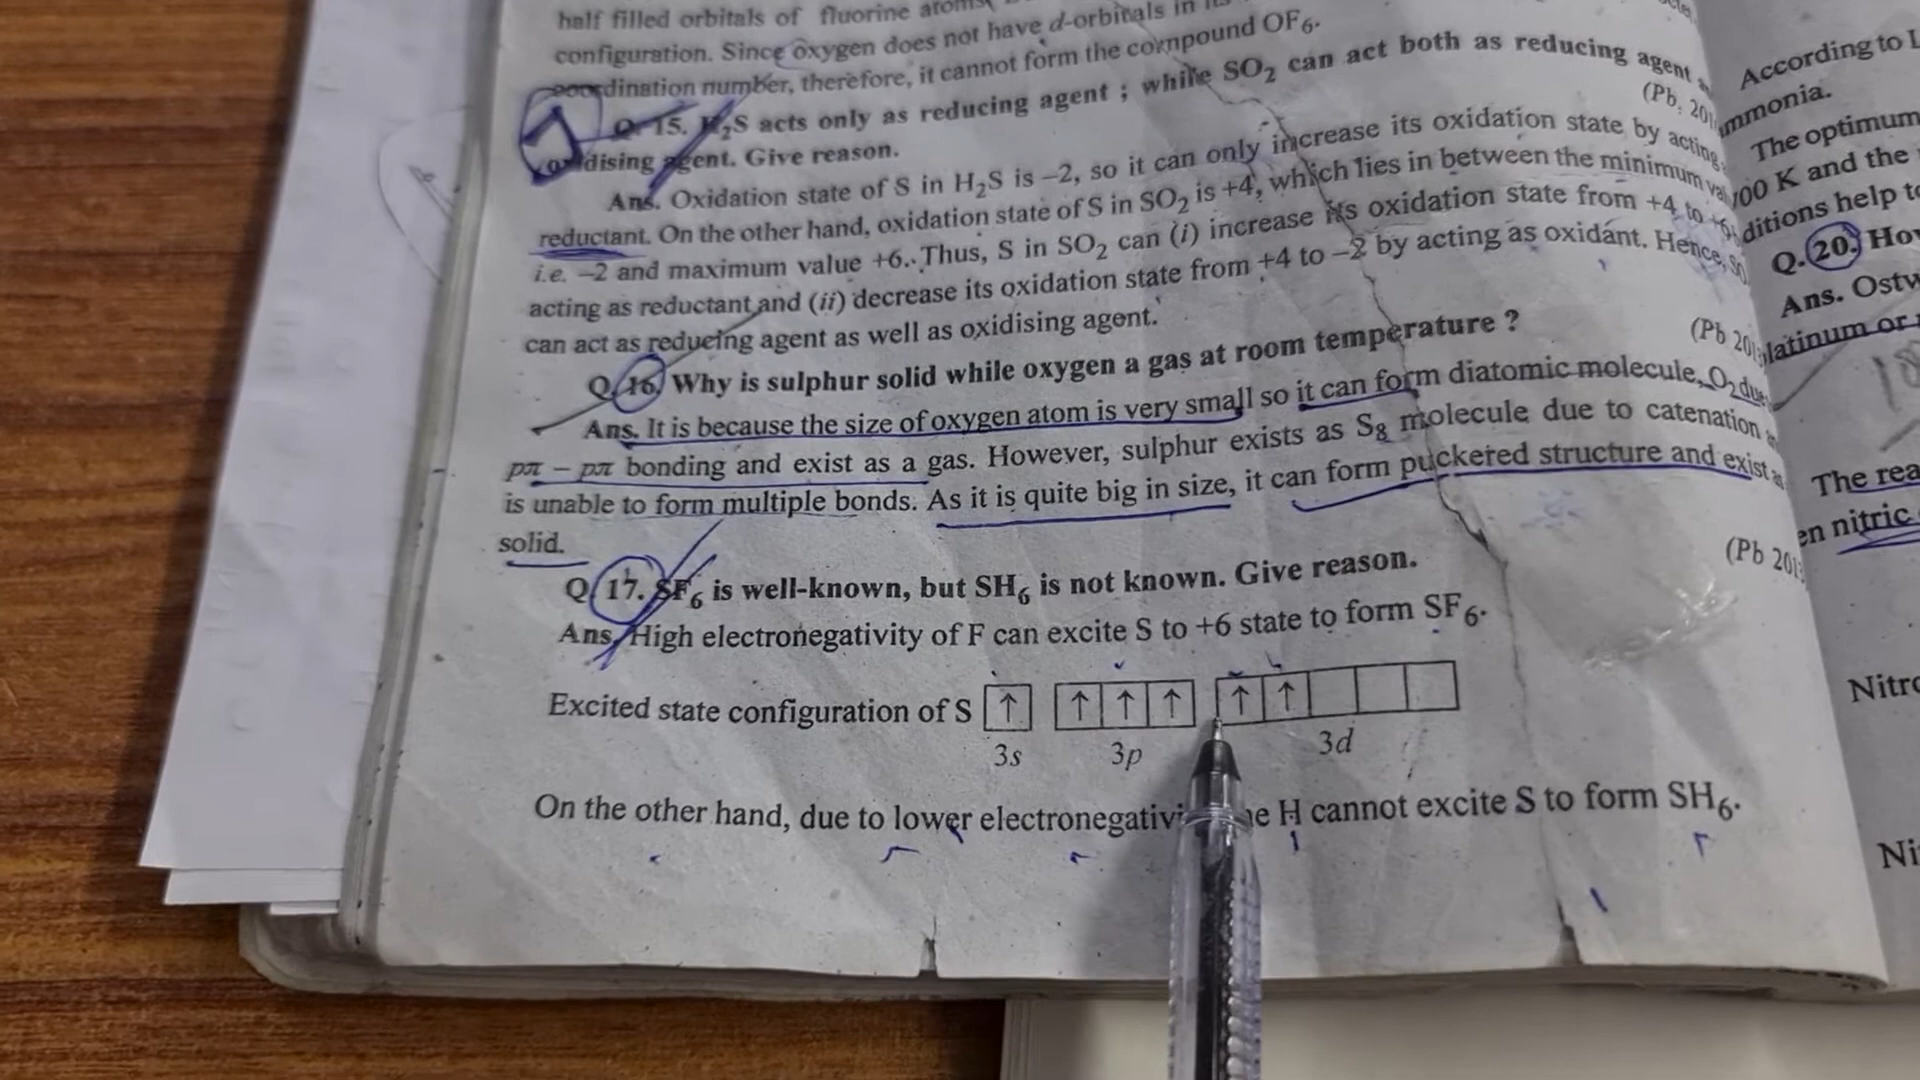 half filled orbitals of fluorine atoms
configuration. Since oxygen does not have d-orbitals in
coordination number, therefore, it cannot form the compound OF₆.
Q. 15. H₂S acts only as reducing agent ; while SO₂ can act both as reducing agent
oxidising agent. Give reason. (Pb. 201
Ans. Oxidation state of S in H₂S is –2, so it can only increase its oxidation state by acting
reductant. On the other hand, oxidation state of S in SO₂ is +4, which lies in between the minimum
i.e. –2 and maximum value +6. Thus, S in SO₂ can (i) increase its oxidation state from +4 to +6
acting as reductant and (ii) decrease its oxidation state from +4 to –2 by acting as oxidant. Hence,
can act as reducing agent as well as oxidising agent.
Q. 16. Why is sulphur solid while oxygen a gas at room temperature ? (Pb 201
Ans. It is because the size of oxygen atom is very small so it can form diatomic molecule, O₂ due
pπ – pπ bonding and exist as a gas. However, sulphur exists as S₈ molecule due to catenation
is unable to form multiple bonds. As it is quite big in size, it can form puckered structure and exist
solid.
Q. 17. SF₆ is well-known, but SH₆ is not known. Give reason. (Pb 201
Ans. High electronegativity of F can excite S to +6 state to form SF₆.
Excited state configuration of S ↑ ↑ ↑ ↑ ↑ ↑
3s 3p 3d
On the other hand, due to lower electronegativi H cannot excite S to form SH₆.
According to
mmonia.
The optimum
00 K and the
ditions help to
Q. 20. How
Ans. Ostw
platinum or
The rea
en nitric
Nitro
Ni